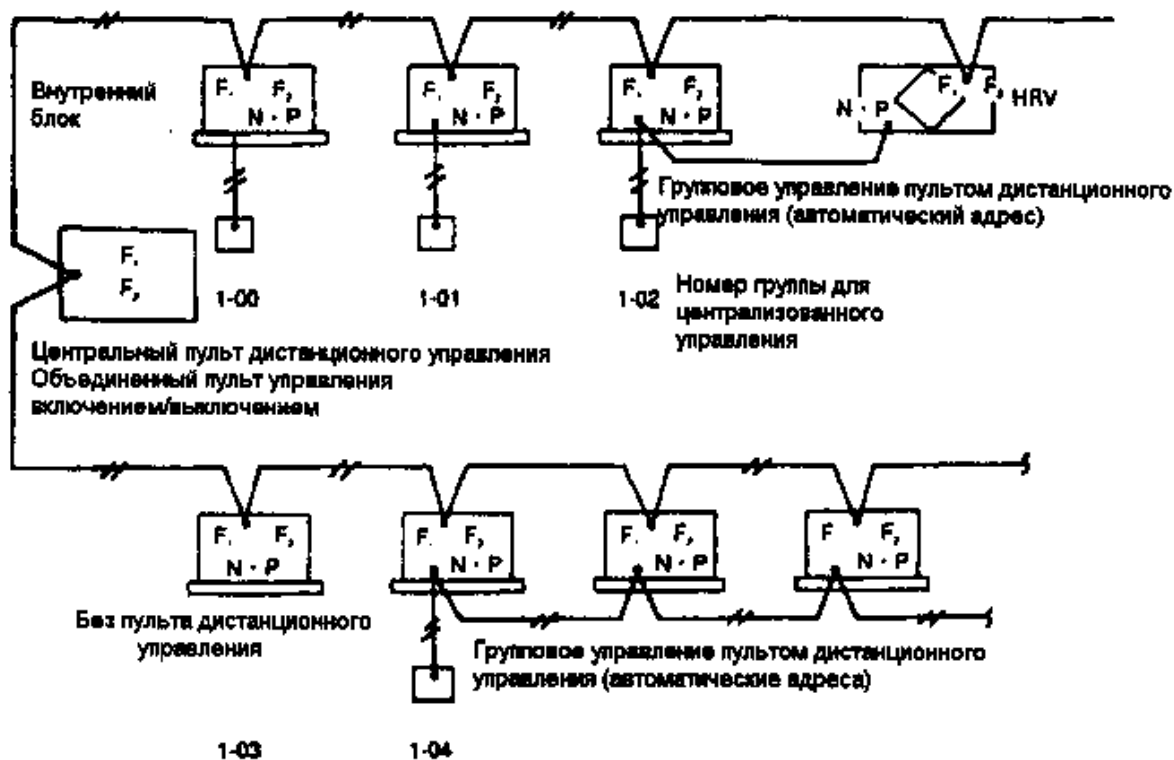 Внутренний
блок
F₁ F₂
N · P
F₁ F₂
N · P
F₁ F₂
N · P
N · P F₁ F₂ HRV
Групповое управление пультом дистанционного
управления (автоматический адрес)
F₁
F₂
1-00
1-01
1-02
Номер группы для
централизованного
управления
Центральный пульт дистанционного управления
Объединенный пульт управления
включением/выключением
F₁ F₂
N · P
F₁ F₂
N · P
F₁ F₂
N · P
F F₂
N · P
Без пульта дистанционного
управления
Групповое управление пультом дистанционного
управления (автоматические адреса)
1-03
1-04